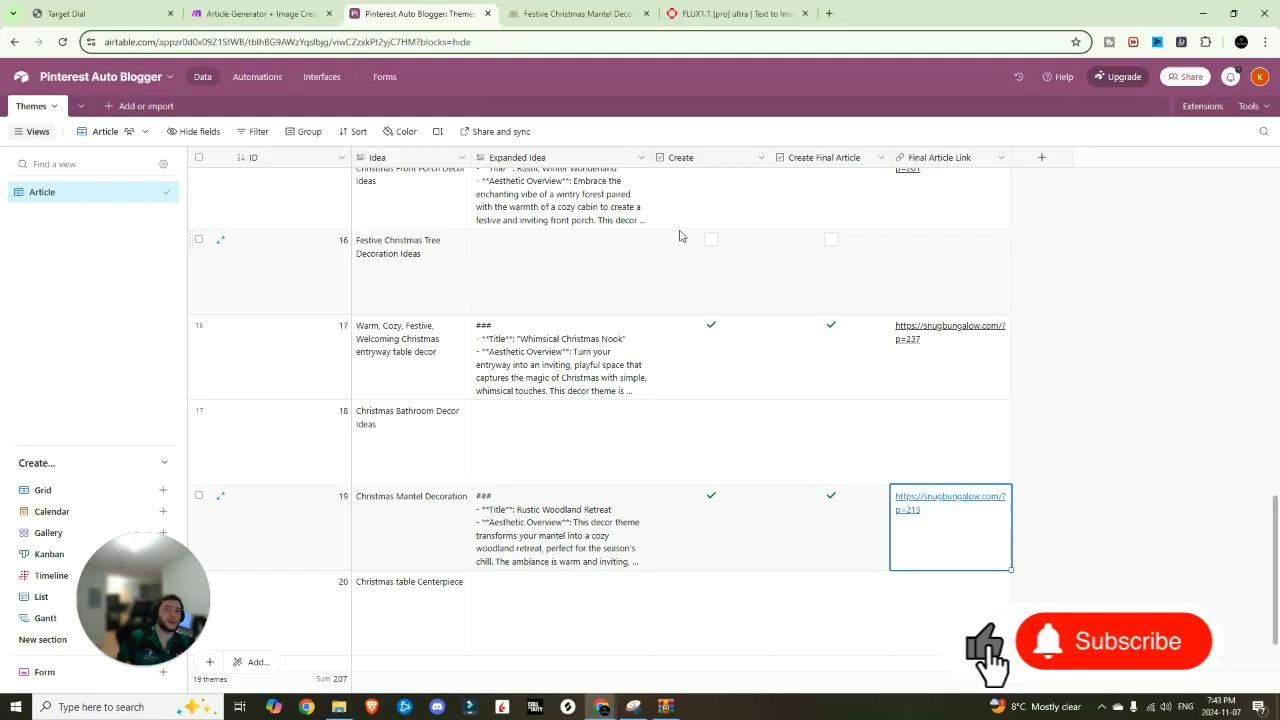 Target Dashboard
Article Generator + Image Crea
Pinterest Auto Blogger: Themes
Festive Christmas Mantel Decor
FLUX1.1 [pro] ultra | Text to Ima
airtable.com/appzr0d0x09Z1SfWB/tblhBG9AWzYqslbjg/viwCZzxkPt2yjC7HM?blocks=hide
Pinterest Auto Blogger
Data
Automations
Interfaces
Forms
Help
Upgrade
Share
K
Themes
Add or import
Extensions
Tools
Views
Article
Hide fields
Filter
Group
Sort
Color
Share and sync
Find a view
ID
Idea
Expanded Idea
Create
Create Final Article
Final Article Link
Article
Christmas Front Porch Decor
Ideas
- **Title**: Rustic Winter Wonderland
- **Aesthetic Overview**: Embrace the
enchanting vibe of a wintry forest paired
with the warmth of a cozy cabin to create a
festive and inviting front porch. This decor ...
p=201
16
Festive Christmas Tree
Decoration Ideas
16
17
Warm, Cozy, Festive,
Welcoming Christmas
entryway table decor
###
- **Title**: "Whimsical Christmas Nook"
- **Aesthetic Overview**: Turn your
entryway into an inviting, playful space that
captures the magic of Christmas with simple,
whimsical touches. This decor theme is ...
https://snugbungalow.com/?
p=237
17
18
Christmas Bathroom Decor
Ideas
19
Christmas Mantel Decoration
###
- **Title**: Rustic Woodland Retreat
- **Aesthetic Overview**: This decor theme
transforms your mantel into a cozy
woodland retreat, perfect for the season's
chill. The ambiance is warm and inviting, ...
https://snugbungalow.com/?
p=213
20
Christmas table Centerpiece
Create...
Grid
Calendar
Gallery
Kanban
Timeline
List
Gantt
New section
Form
Add...
19 themes
Sum 207
Subscribe
Type here to search
8°C Mostly clear
ENG
7:43 PM
2024-11-07